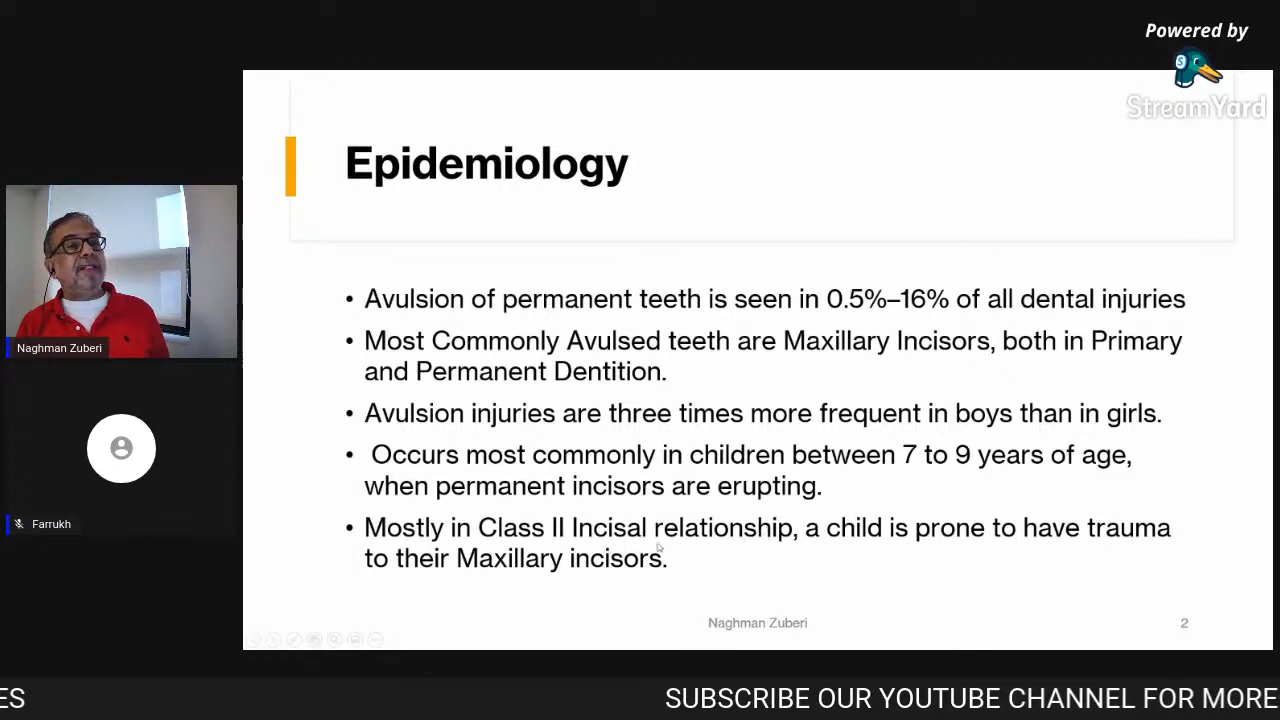 Powered by
StreamYard
Epidemiology
• Avulsion of permanent teeth is seen in 0.5%–16% of all dental injuries
• Most Commonly Avulsed teeth are Maxillary Incisors, both in Primary
and Permanent Dentition.
• Avulsion injuries are three times more frequent in boys than in girls.
• Occurs most commonly in children between 7 to 9 years of age,
when permanent incisors are erupting.
• Mostly in Class II Incisal relationship, a child is prone to have trauma
to their Maxillary incisors.
Naghman Zuberi
2
Naghman Zuberi
Farrukh
ES
SUBSCRIBE OUR YOUTUBE CHANNEL FOR MORE